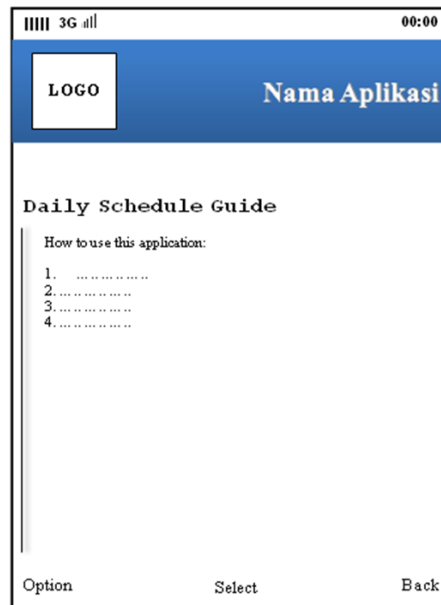 3G 00:00
LOGO
Nama Aplikasi
Daily Schedule Guide
How to use this application:
1. ... ... ... ... ...
2. ... ... ... ... ...
3. ... ... ... ... ...
4. ... ... ... ... ...
Option Select Back